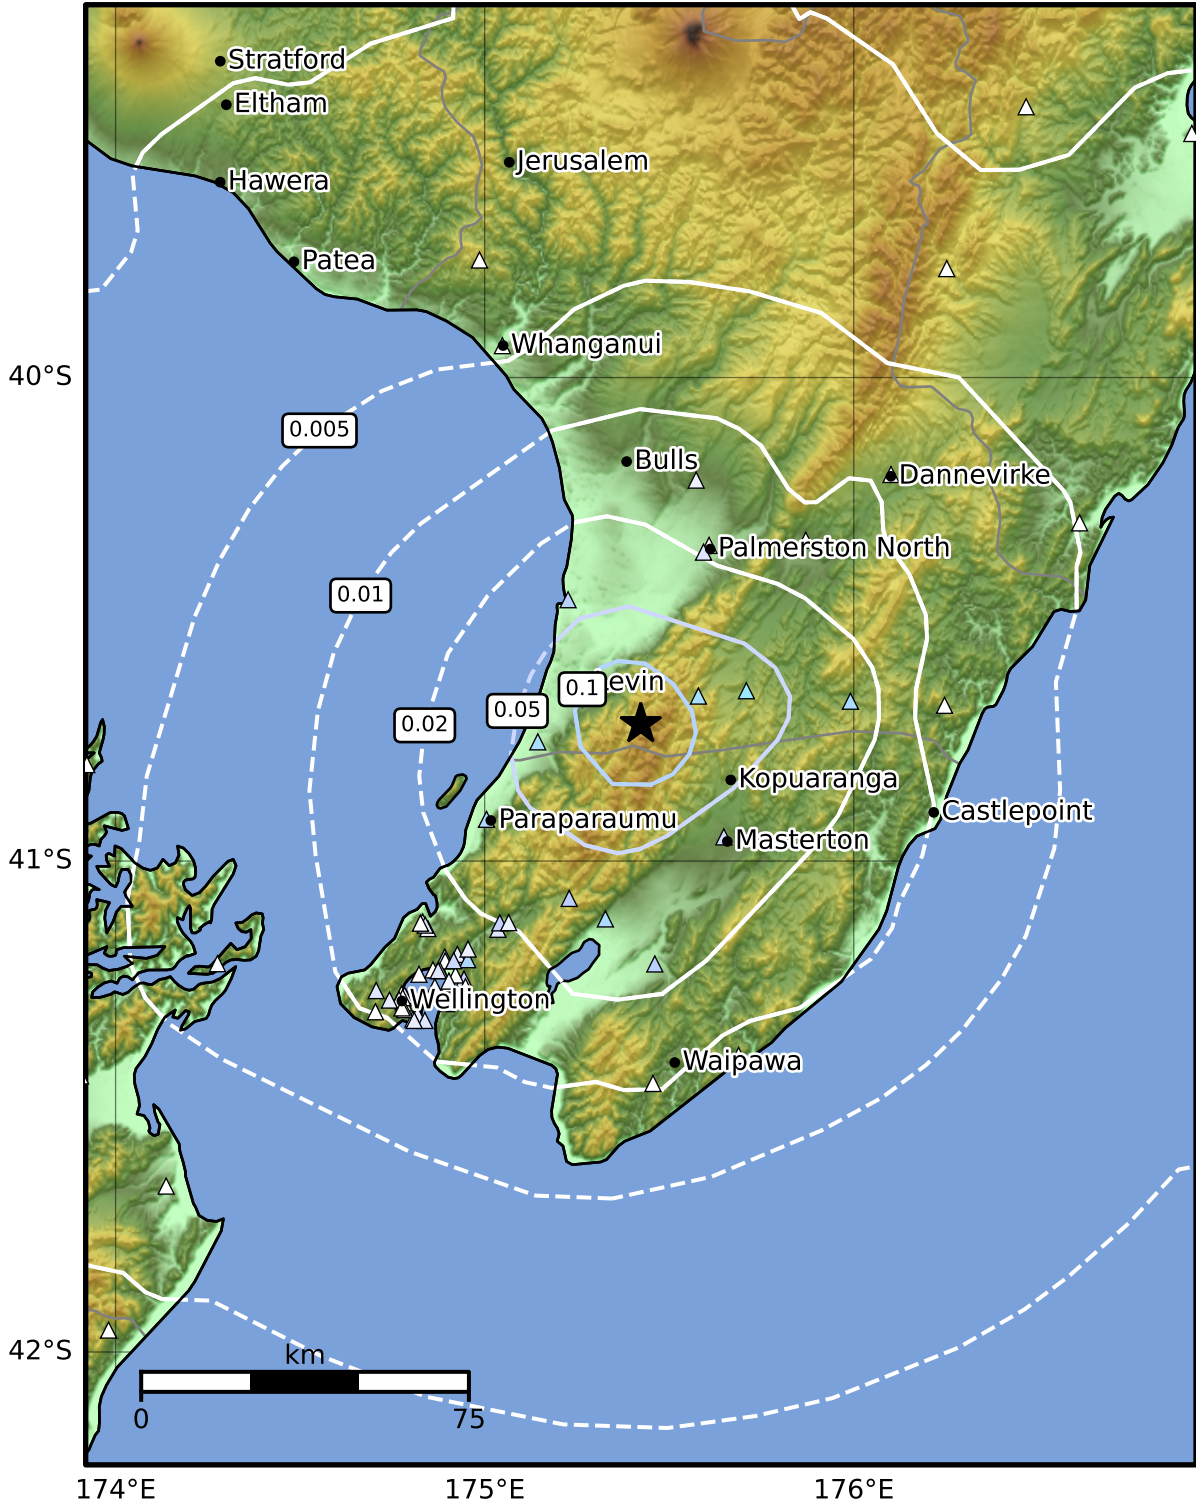 Stratford
Eltham
Jerusalem
Hawera
Patea
Whanganui
40°S
0.005
Bulls
Dannevirke
Palmerston North
0.01
evin
0.1
0.05
0.02
Kopuaranga
Castlepoint
Paraparaumu
Masterton
41°S
Wellington
Waipawa
42°S
km
0
75
174°E
175°E
176°E